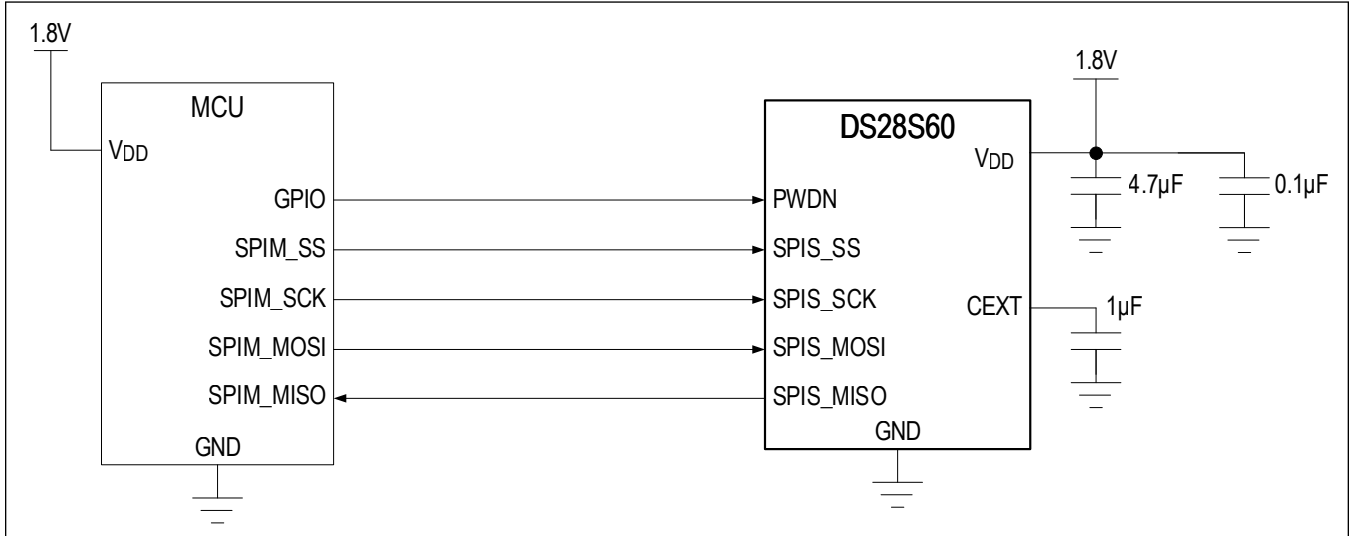 1.8V
MCU
VDD
GPIO
SPIM_SS
SPIM_SCK
SPIM_MOSI
SPIM_MISO
GND
1.8V
DS28S60
VDD
4.7µF
0.1µF
PWDN
SPIS_SS
SPIS_SCK
CEXT
1µF
SPIS_MOSI
SPIS_MISO
GND